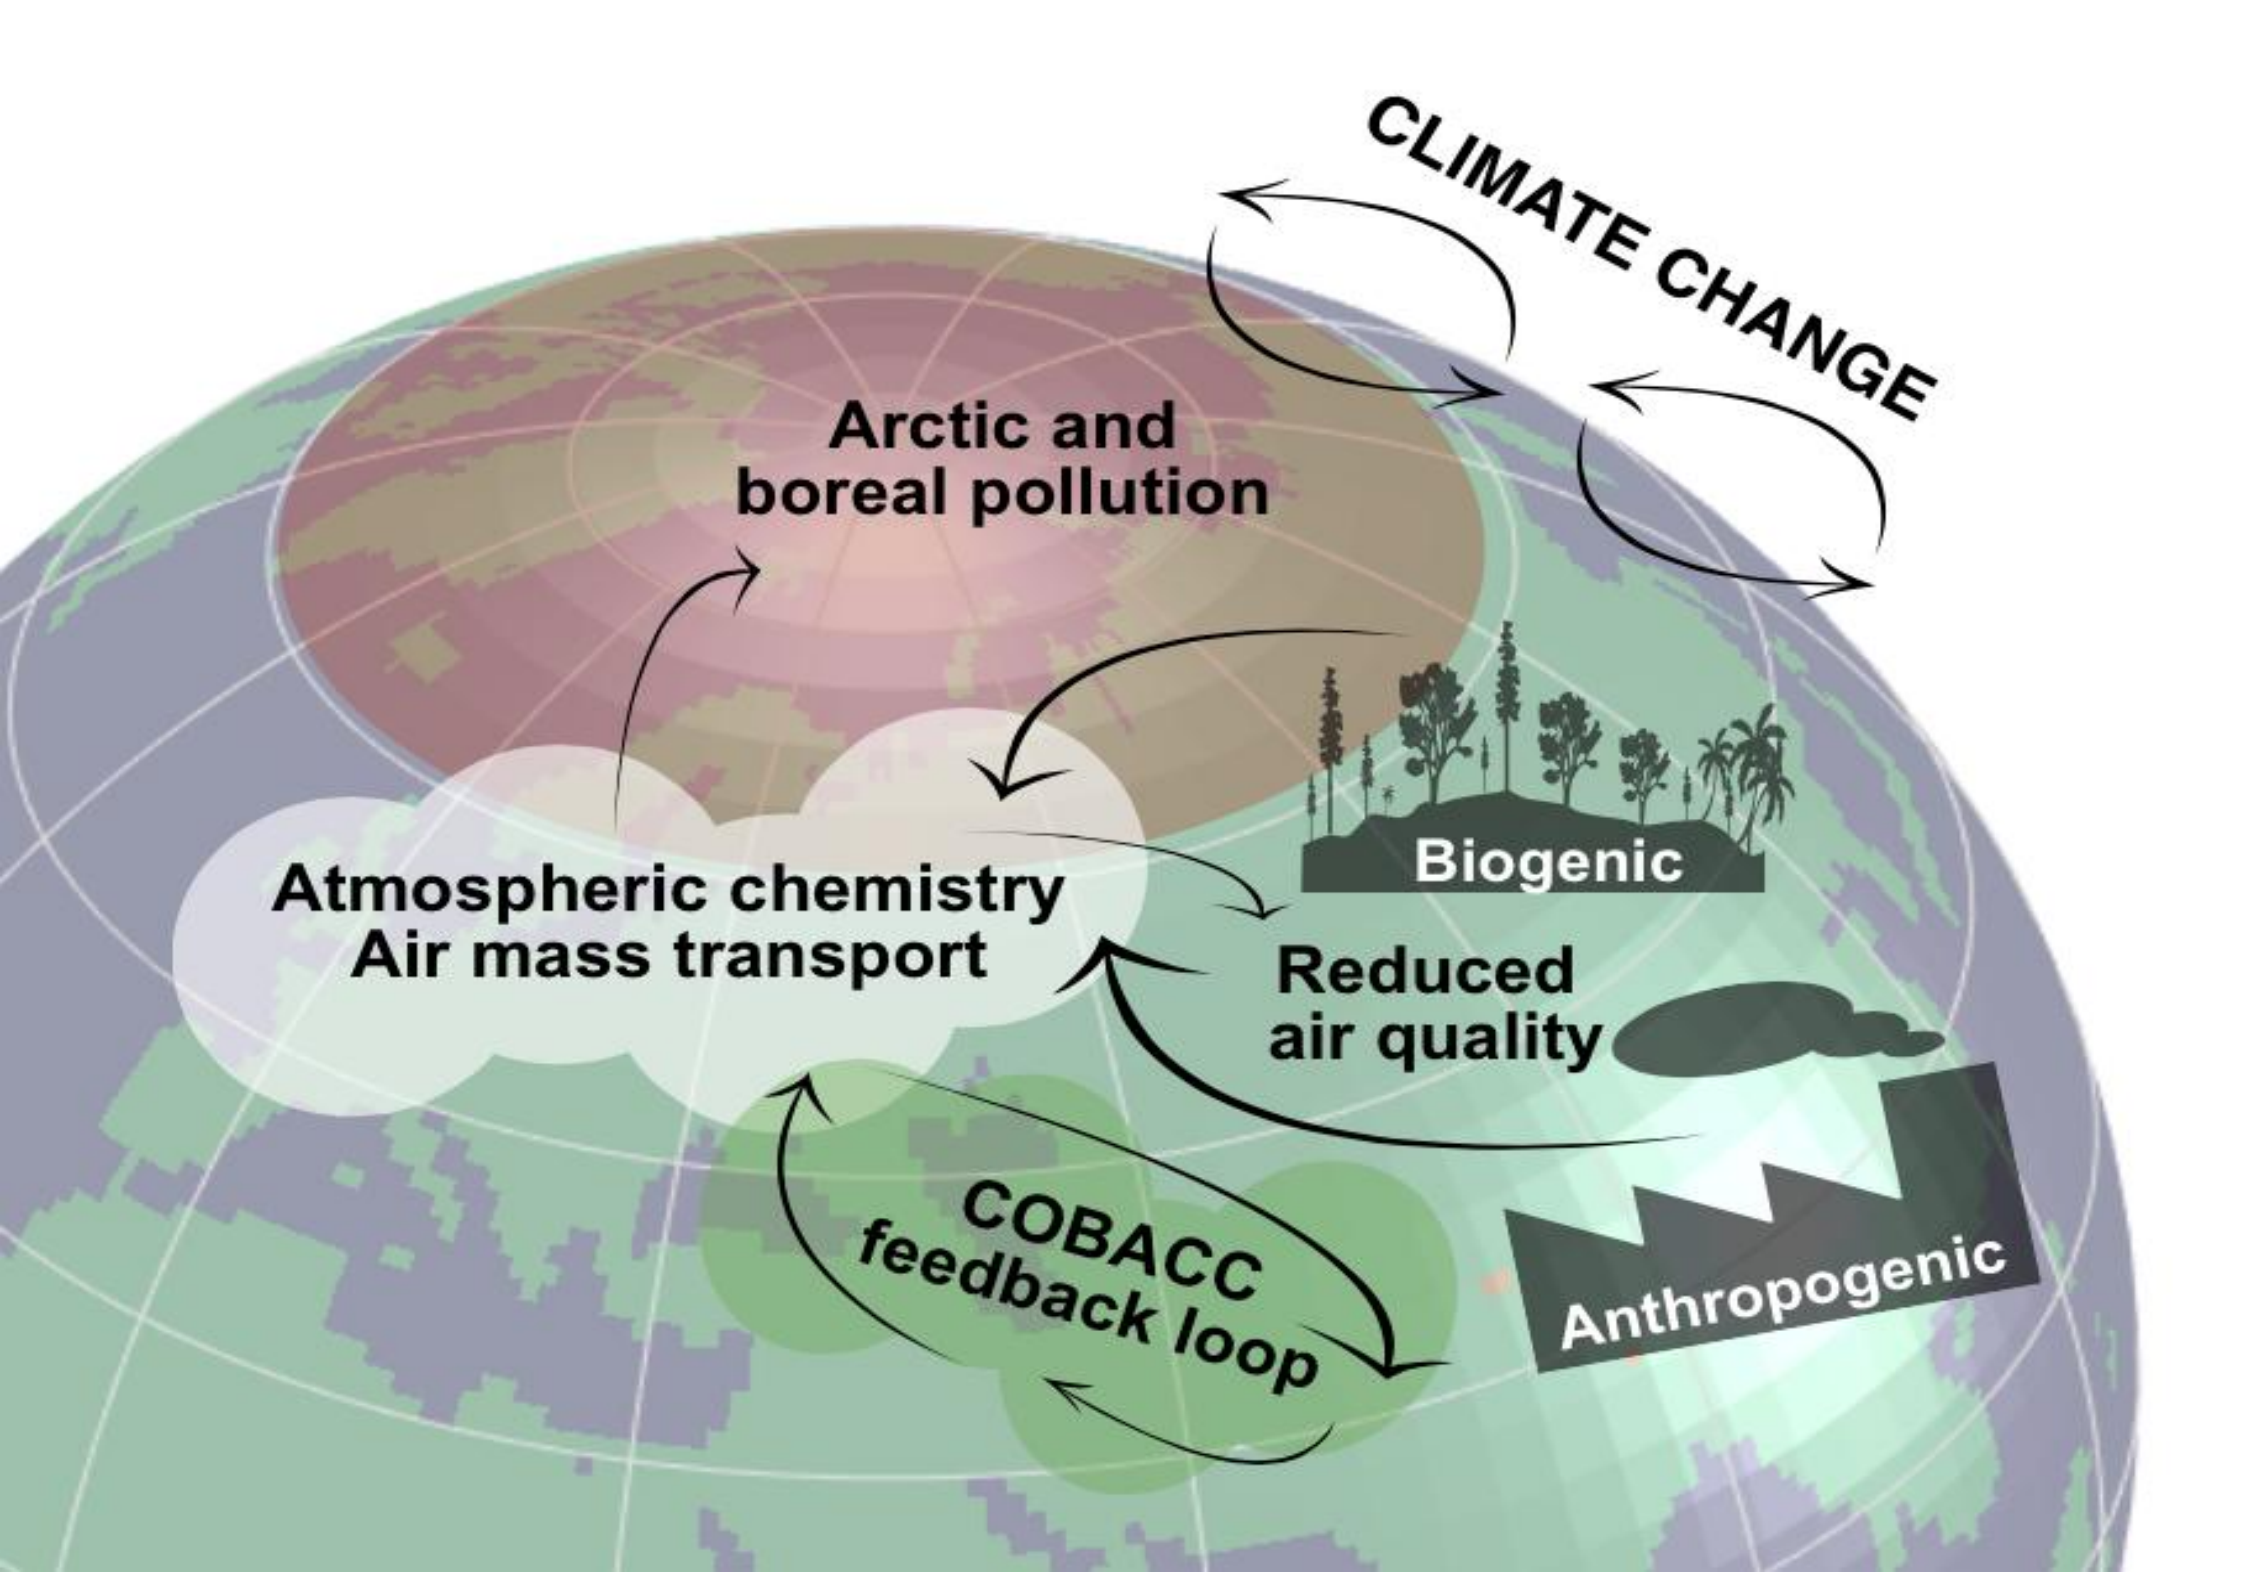 CLIMATE CHANGE
Arctic and
boreal pollution
Biogenic
Atmospheric chemistry
Air mass transport
Reduced
air quality
COBACC
feedback loop
Anthropogenic